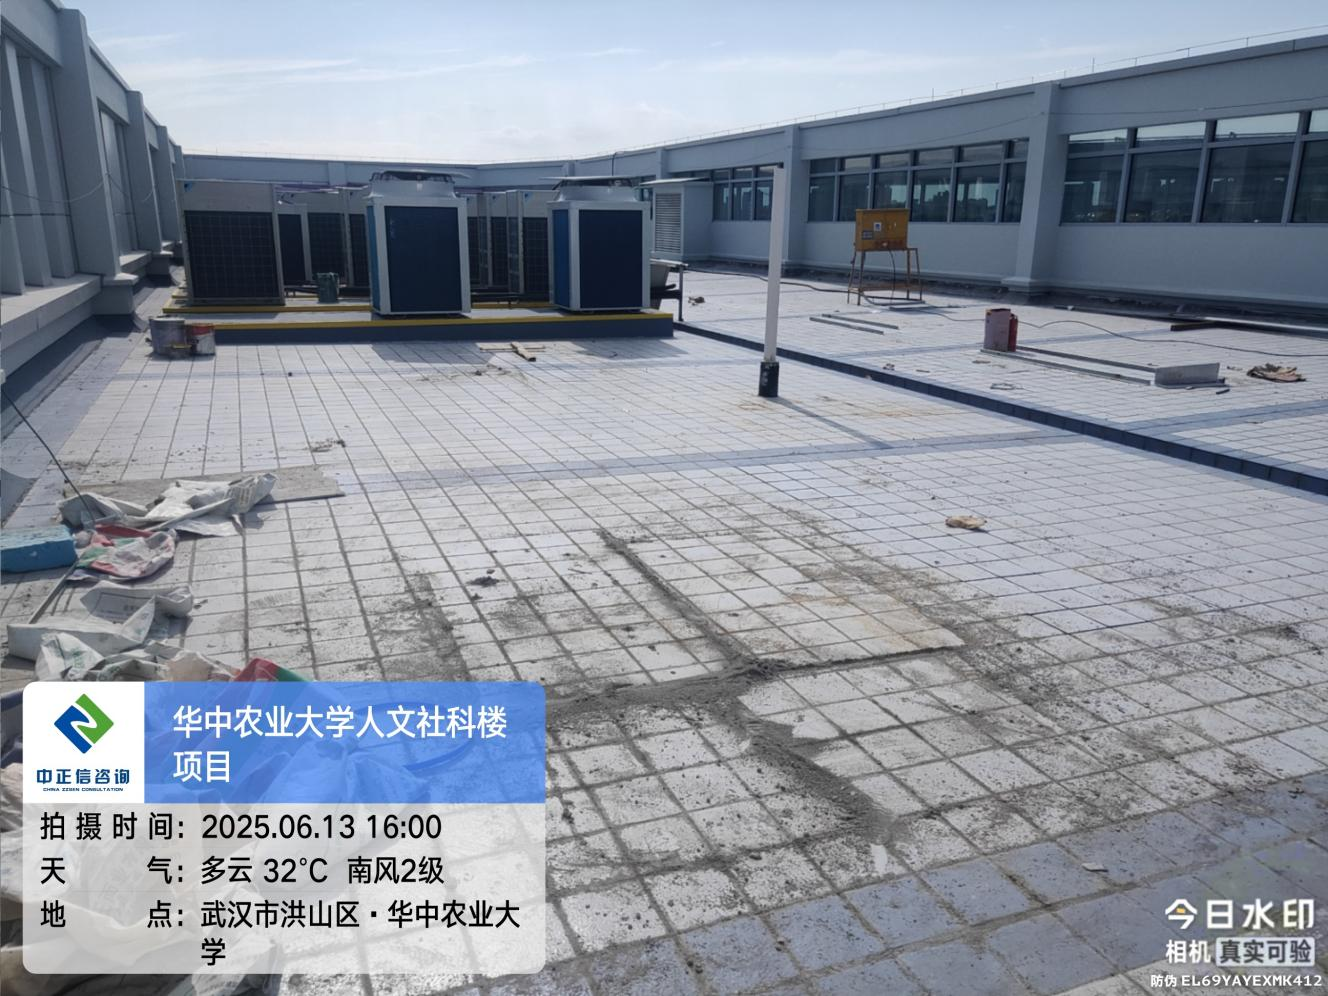 中正信咨询
CHINA ZZSEN CONSULTATION
华中农业大学人文社科楼
项目
拍摄时间: 2025.06.13 16:00
天气: 多云 32℃ 南风2级
地点: 武汉市洪山区·华中农业大
学
今日水印
相机 真实可验
防伪 EL69YAYEXMK412